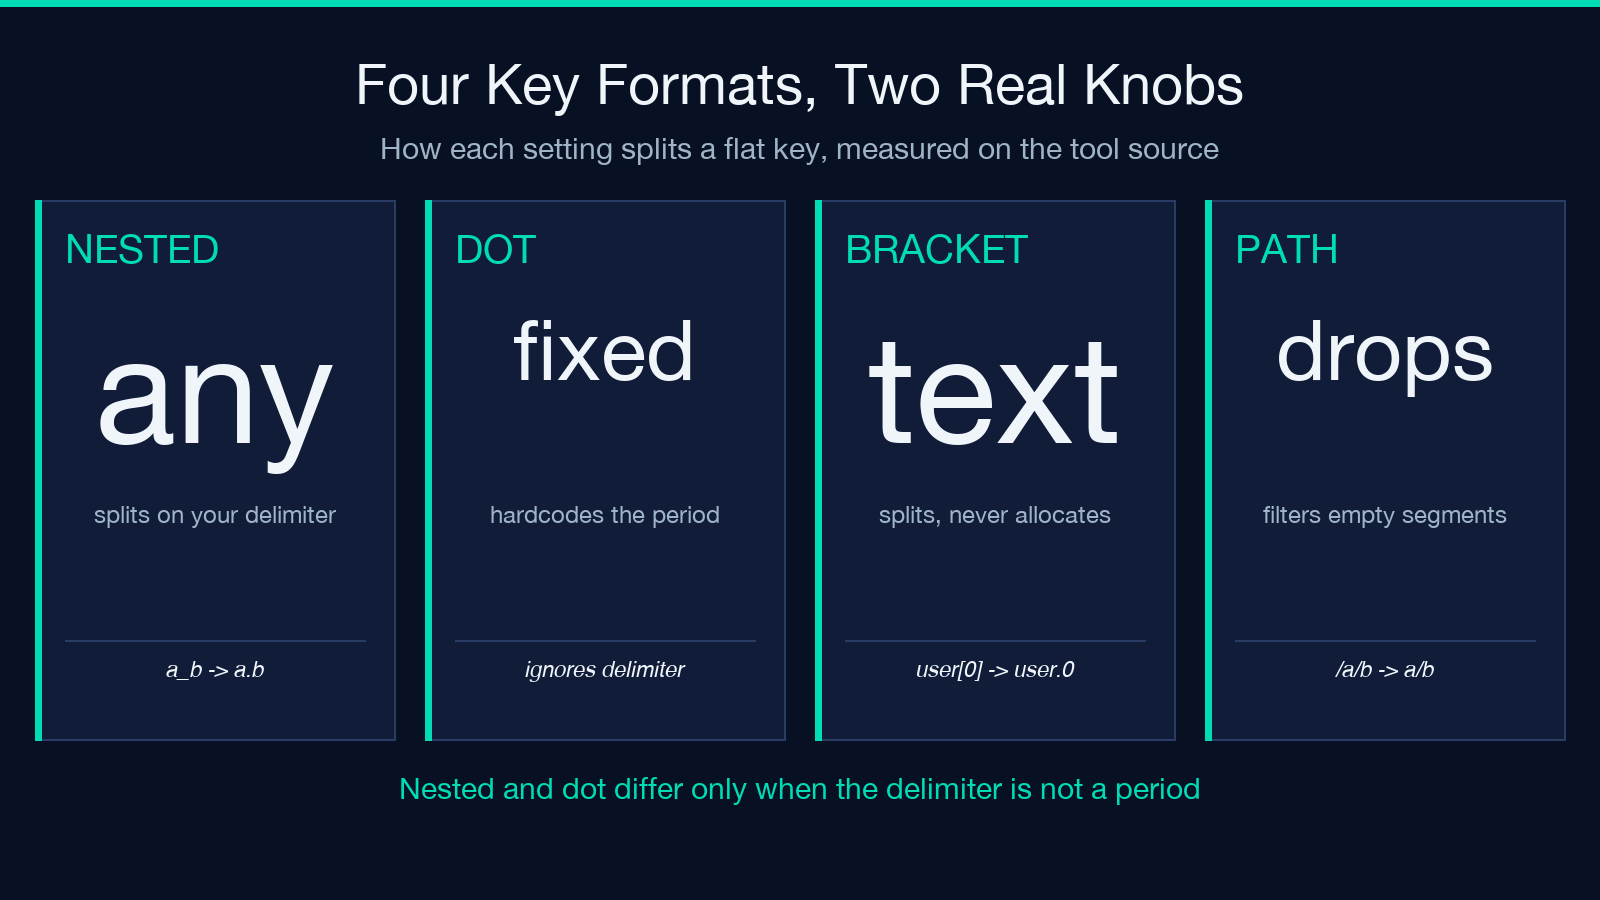 Four Key Formats, Two Real Knobs
How each setting splits a flat key, measured on the tool source
NESTED
any
splits on your delimiter
a_b -> a.b
DOT
fixed
hardcodes the period
ignores delimiter
BRACKET
text
splits, never allocates
user[0] -> user.0
PATH
drops
filters empty segments
/a/b -> a/b
Nested and dot differ only when the delimiter is not a period